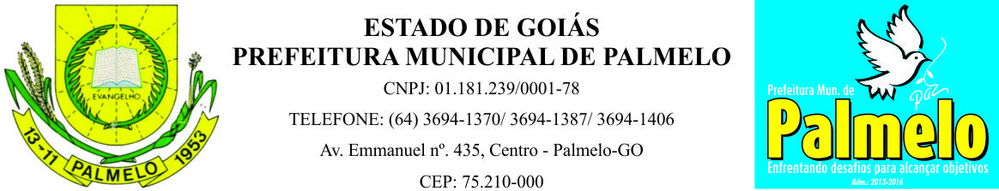 EVANGELHO
13-11 PALMELO 1953
ESTADO DE GOIÁS
PREFEITURA MUNICIPAL DE PALMELO
CNPJ: 01.181.239/0001-78
TELEFONE: (64) 3694-1370/ 3694-1387/ 3694-1406
Av. Emmanuel nº. 435, Centro - Palmelo-GO
CEP: 75.210-000
Paz
Prefeitura Mun. de
Palmelo
Enfrentando desafios para alcançar objetivos
Adm.: 2013-2016